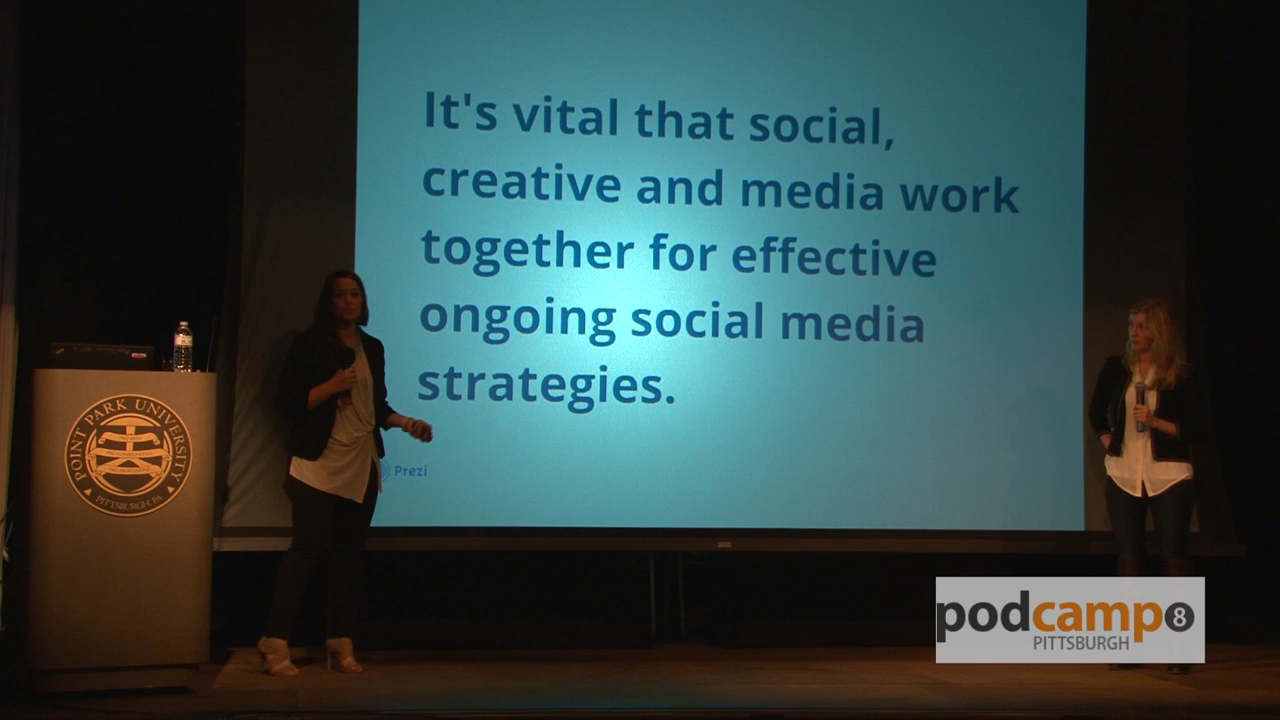 It's vital that social,
creative and media work
together for effective
ongoing social media
strategies.
Prezi
POINT PARK UNIVERSITY
PITTSBURGH, PA
podcamp8
PITTSBURGH